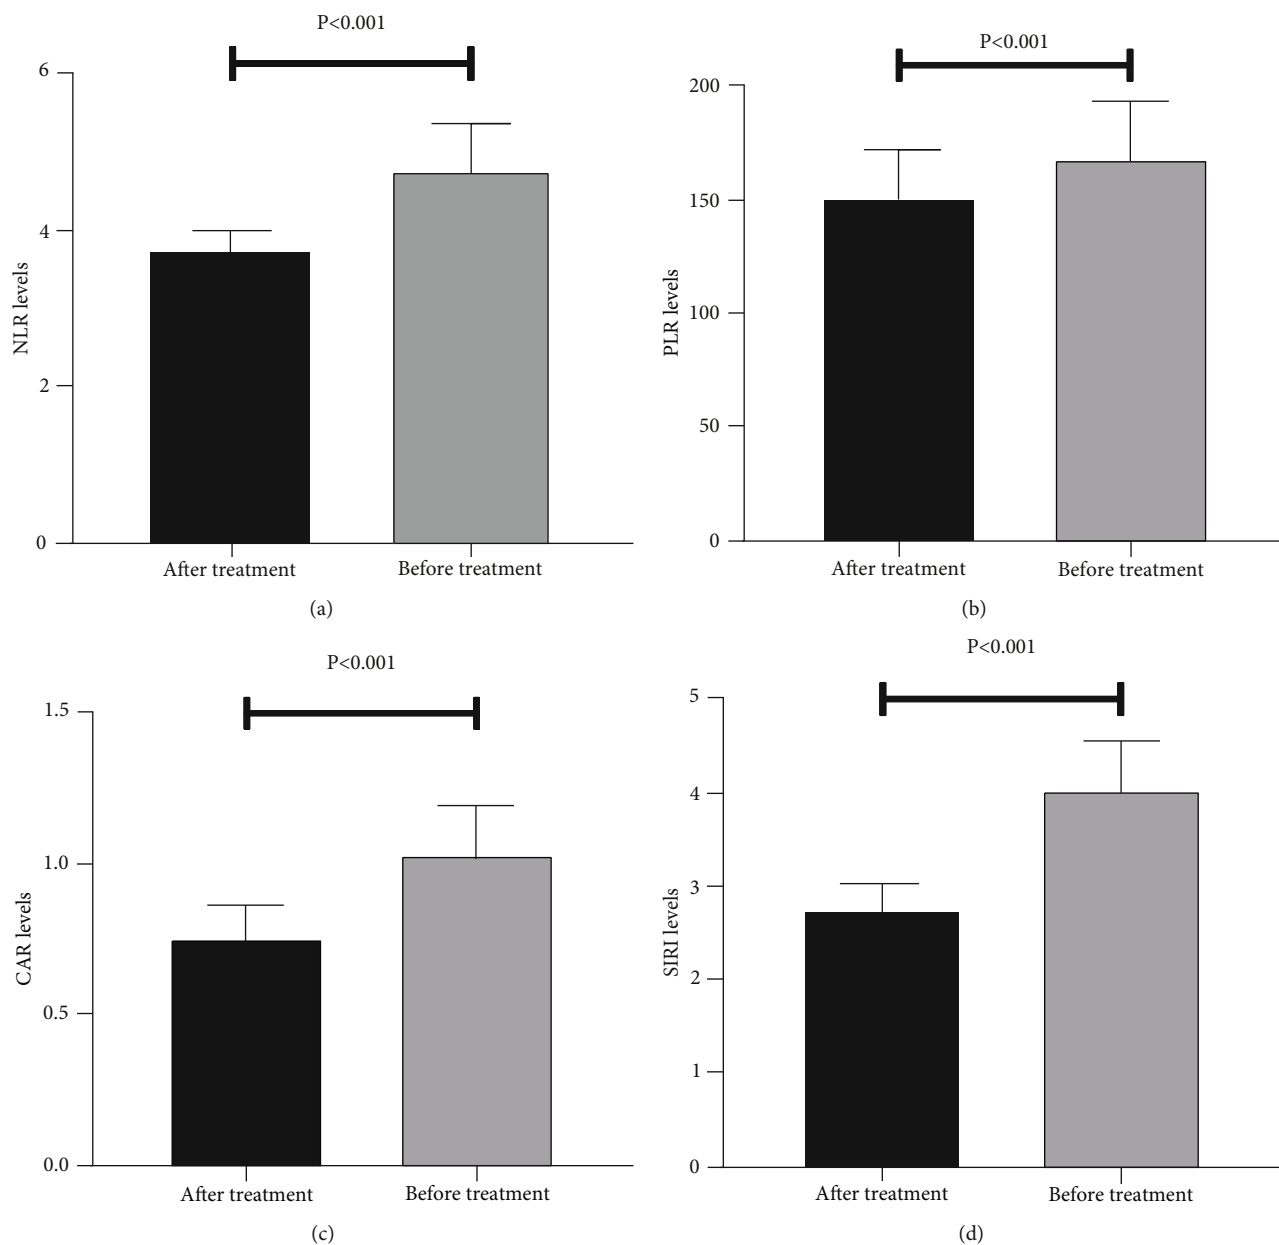 P<0.001
6
4
2
0
NLR levels
After treatment
Before treatment
(a)
P<0.001
200
150
100
50
0
PLR levels
After treatment
Before treatment
(b)
P<0.001
1.5
1.0
0.5
0.0
CAR levels
After treatment
Before treatment
(c)
P<0.001
5
4
3
2
1
0
SIRI levels
After treatment
Before treatment
(d)